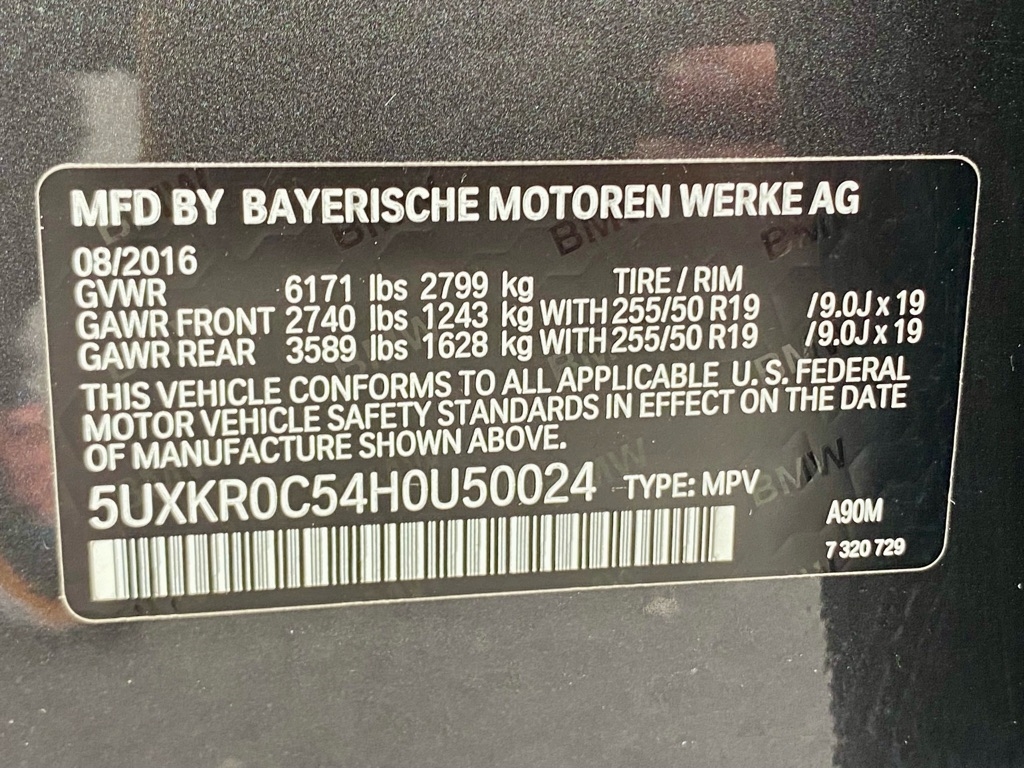 MFD BY BAYERISCHE MOTOREN WERKE AG
08/2016
GVWR 6171 lbs 2799 kg TIRE / RIM
GAWR FRONT 2740 lbs 1243 kg WITH 255/50 R19 /9.0J x 19
GAWR REAR 3589 lbs 1628 kg WITH 255/50 R19 /9.0J x 19
THIS VEHICLE CONFORMS TO ALL APPLICABLE U. S. FEDERAL
MOTOR VEHICLE SAFETY STANDARDS IN EFFECT ON THE DATE
OF MANUFACTURE SHOWN ABOVE.
5UXKR0C54H0U50024 TYPE: MPV
A90M
7 320 729